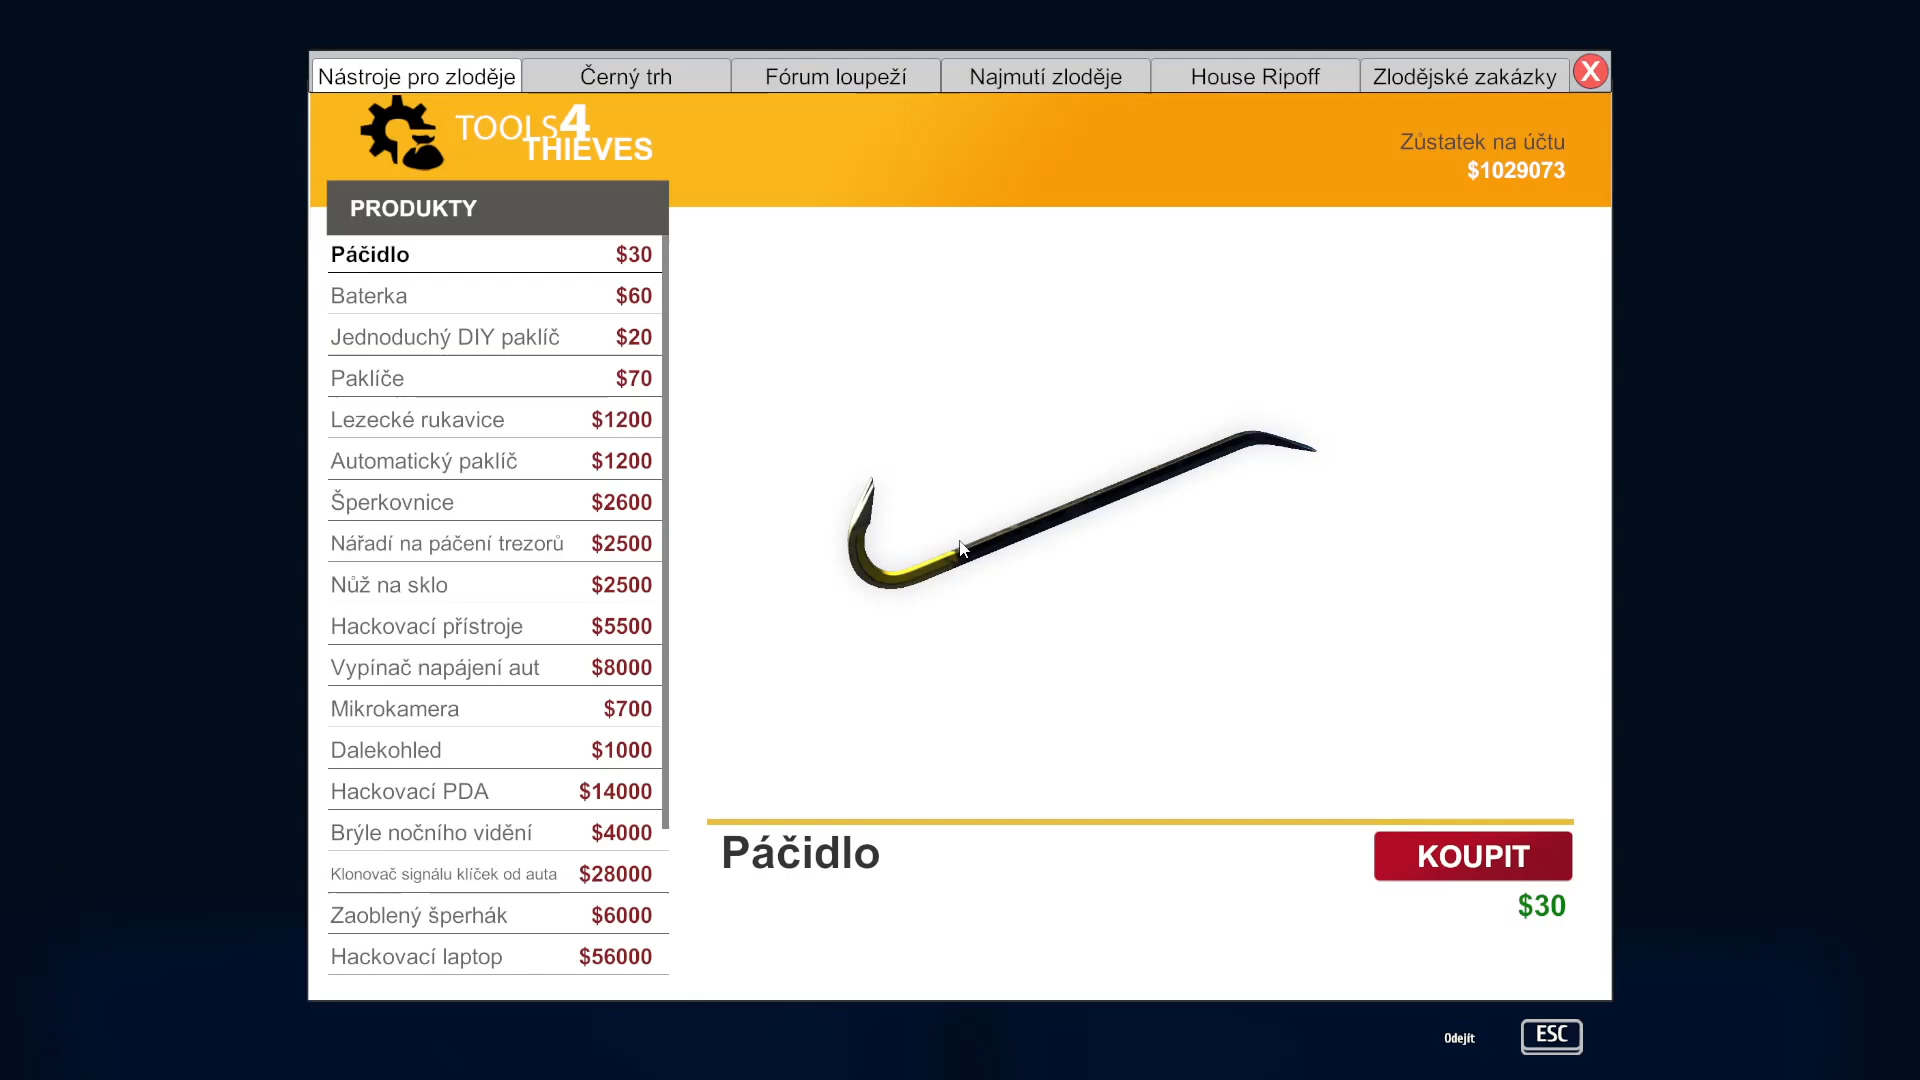 Nástroje pro zloděje
Černý trh
Fórum loupeží
Najmutí zloděje
House Ripoff
Zlodějské zakázky
X
TOOLS4
THIEVES
Zůstatek na účtu
$1029073
PRODUKTY
Páčidlo $30
Baterka $60
Jednoduchý DIY paklíč $20
Paklíče $70
Lezecké rukavice $1200
Automatický paklíč $1200
Šperkovnice $2600
Nářadí na páčení trezorů $2500
Nůž na sklo $2500
Hackovací přístroje $5500
Vypínač napájení aut $8000
Mikrokamera $700
Dalekohled $1000
Hackovací PDA $14000
Brýle nočního vidění $4000
Klonovač signálu klíček od auta $28000
Zaoblený šperhák $6000
Hackovací laptop $56000
Páčidlo
KOUPIT
$30
Odejít
ESC